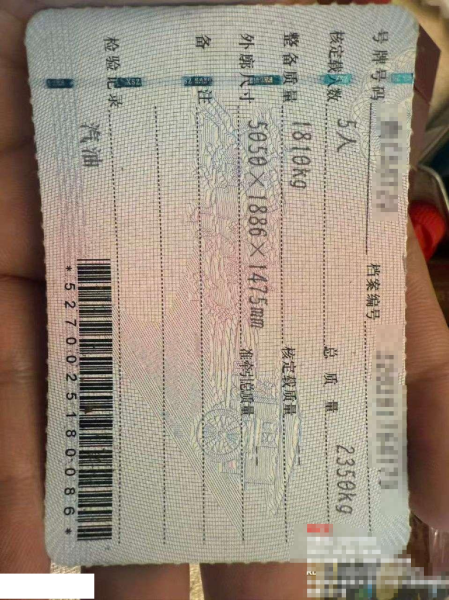 号牌号码 档案编号
核定载人数 5人 总质量 2350kg
整备质量 1810kg 核定载质量 --
外廓尺寸 5050×1886×1475mm 准牵引总质量 --
备注
检验记录
汽油
*5270025180086*